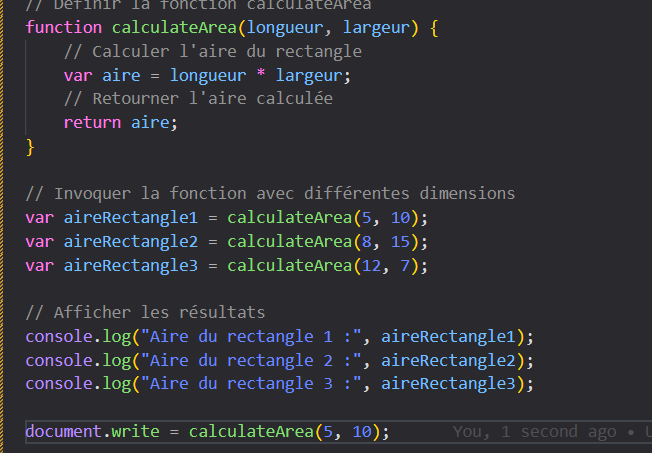 // Définir la fonction calculateArea
function calculateArea(longueur, largeur) {
    // Calculer l'aire du rectangle
    var aire = longueur * largeur;
    // Retourner l'aire calculée
    return aire;
}
// Invoquer la fonction avec différentes dimensions
var aireRectangle1 = calculateArea(5, 10);
var aireRectangle2 = calculateArea(8, 15);
var aireRectangle3 = calculateArea(12, 7);
// Afficher les résultats
console.log("Aire du rectangle 1 :", aireRectangle1);
console.log("Aire du rectangle 2 :", aireRectangle2);
console.log("Aire du rectangle 3 :", aireRectangle3);
document.write = calculateArea(5, 10); You, 1 second ago •